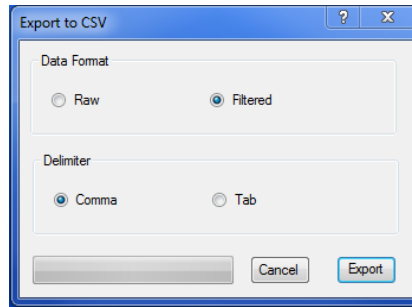 Export to CSV
Data Format
Raw Filtered
Delimiter
Comma Tab
Cancel Export